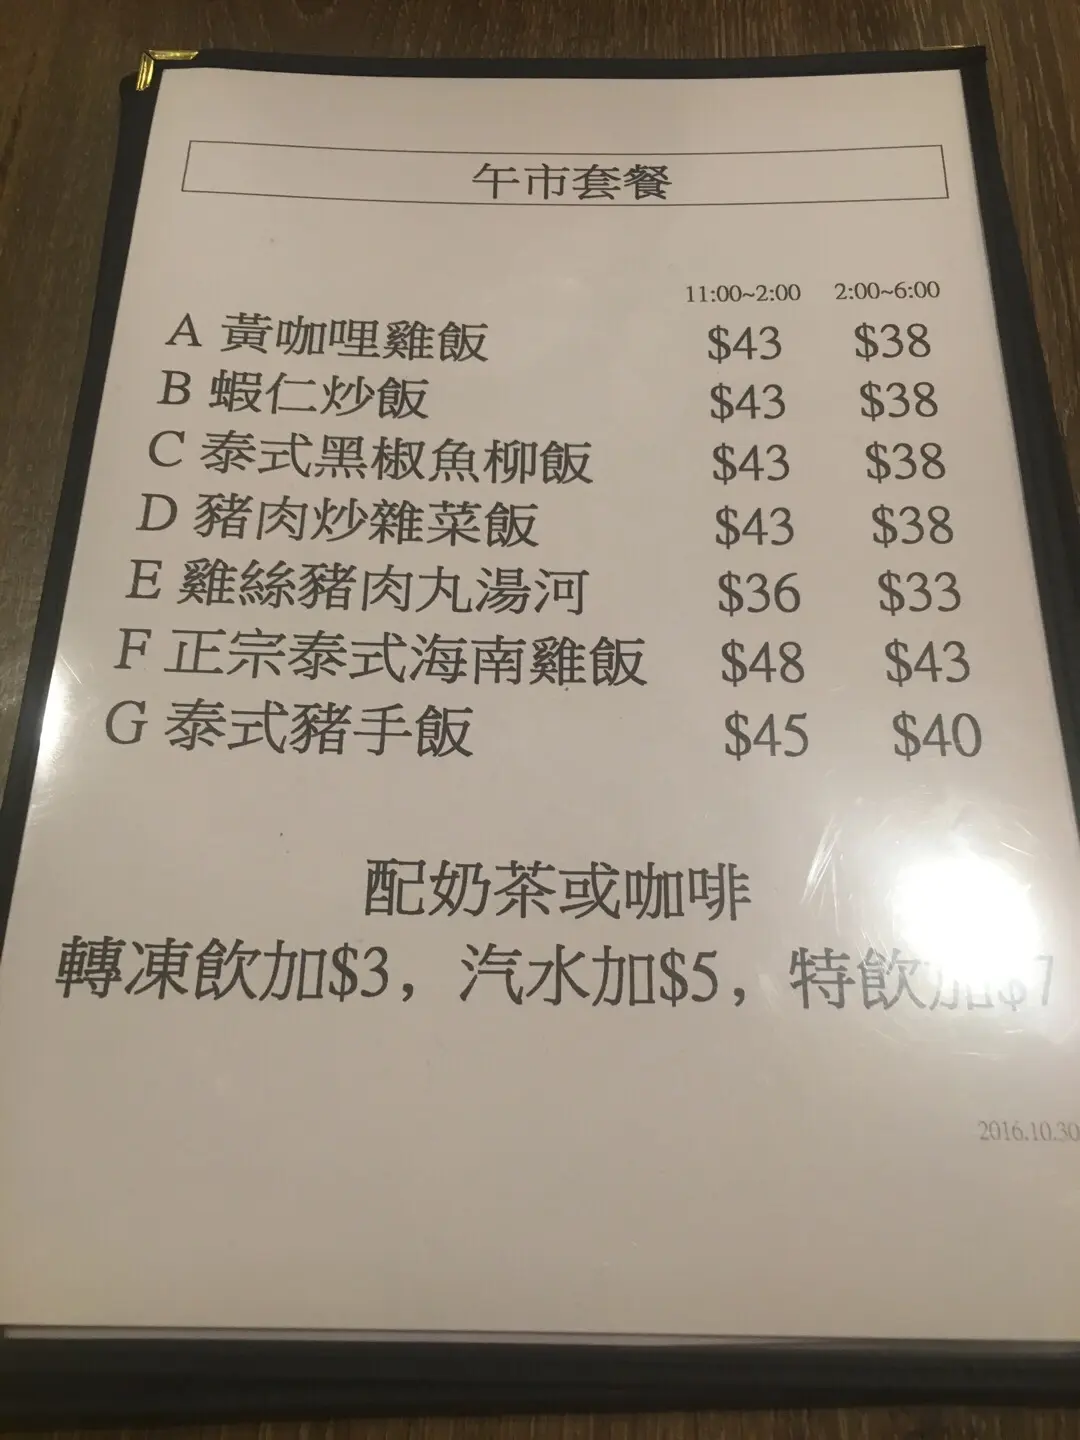 午市套餐
11:00~2:00 2:00~6:00
A 黃咖哩雞飯 $43 $38
B 蝦仁炒飯 $43 $38
C 泰式黑椒魚柳飯 $43 $38
D 豬肉炒雜菜飯 $43 $38
E 雞絲豬肉丸湯河 $36 $33
F 正宗泰式海南雞飯 $48 $43
G 泰式豬手飯 $45 $40
配奶茶或咖啡
轉凍飲加$3，汽水加$5，特飲加$7
2016.10.30